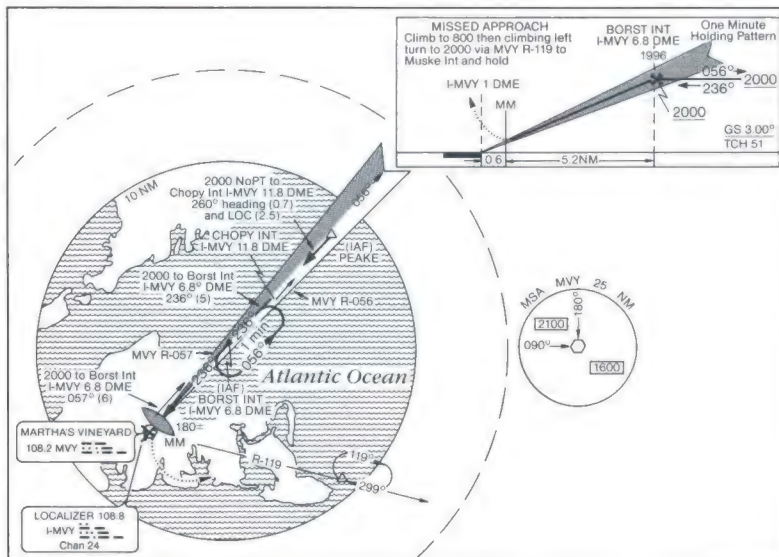 MISSED APPROACH
Climb to 800 then climbing left
turn to 2000 via MVY R-119 to
Muske Int and hold
BORST INT
I-MVY 6.8 DME
1996
One Minute
Holding Pattern
I-MVY 1 DME
MM
056°
236°
2000
2000
GS 3.00°
TCH 51
0.6
5.2NM
10 NM
2000 NoPT to
Chopy Int I-MVY 11.8 DME
260° heading (0.7)
and LOC (2.5)
056°
CHOPY INT
I-MVY 11.8 DME
(IAF)
PEAKE
2000 to Borst Int
I-MVY 6.8° DME
236° (5)
MVY R-056
236°
1 min
056°
MVY R-057
Atlantic Ocean
2000 to Borst Int
I-MVY 6.8 DME
057° (6)
236°
(IAF)
BORST INT
I-MVY 6.8 DME
180±
MM
MARTHA'S VINEYARD
108.2 MVY
R-119
119°
299°
LOCALIZER 108.8
I-MVY
Chan 24
MSA MVY 25 NM
180°
2100
090°
1600